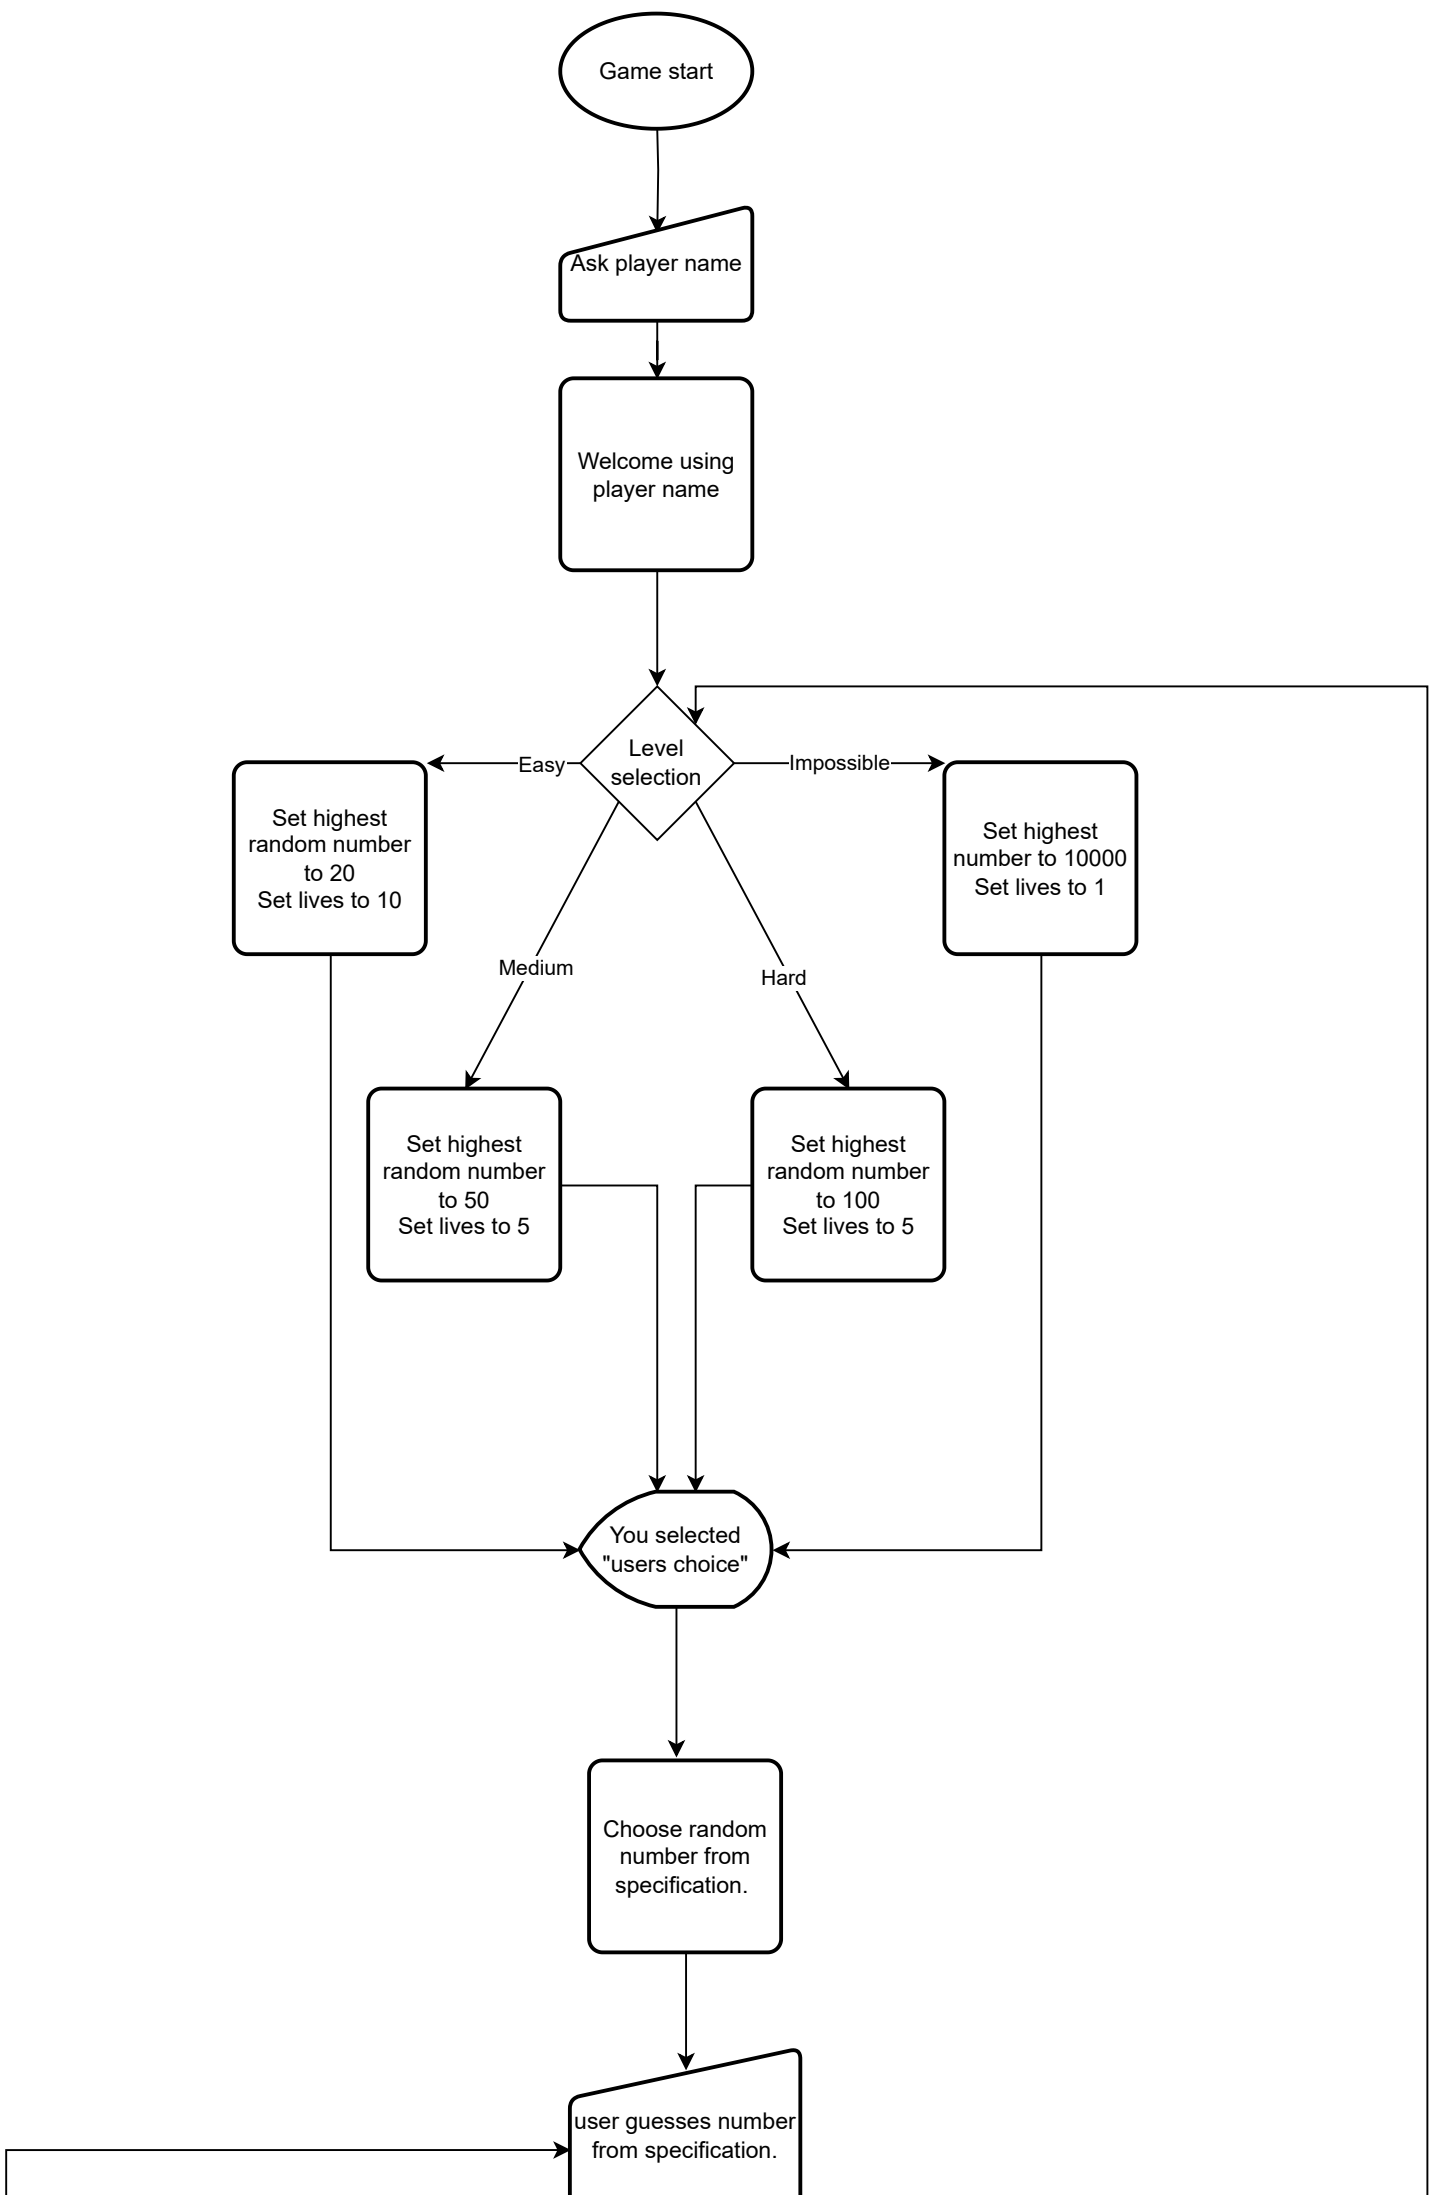 Game start
Ask player name
Welcome using
player name
Level
selection
Easy
Impossible
Set highest
random number
to 20
Set lives to 10
Set highest
number to 10000
Set lives to 1
Medium
Hard
Set highest
random number
to 50
Set lives to 5
Set highest
random number
to 100
Set lives to 5
You selected
"users choice"
Choose random
number from
specification.
user guesses number
from specification.